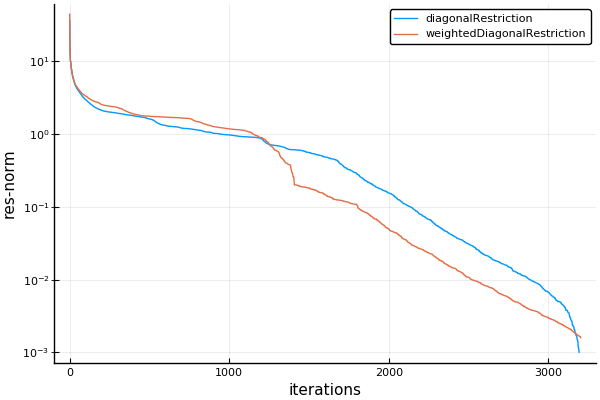 diagonalRestriction
weightedDiagonalRestriction
res-norm
10¹
10⁰
10⁻¹
10⁻²
10⁻³
0 1000 2000 3000
iterations